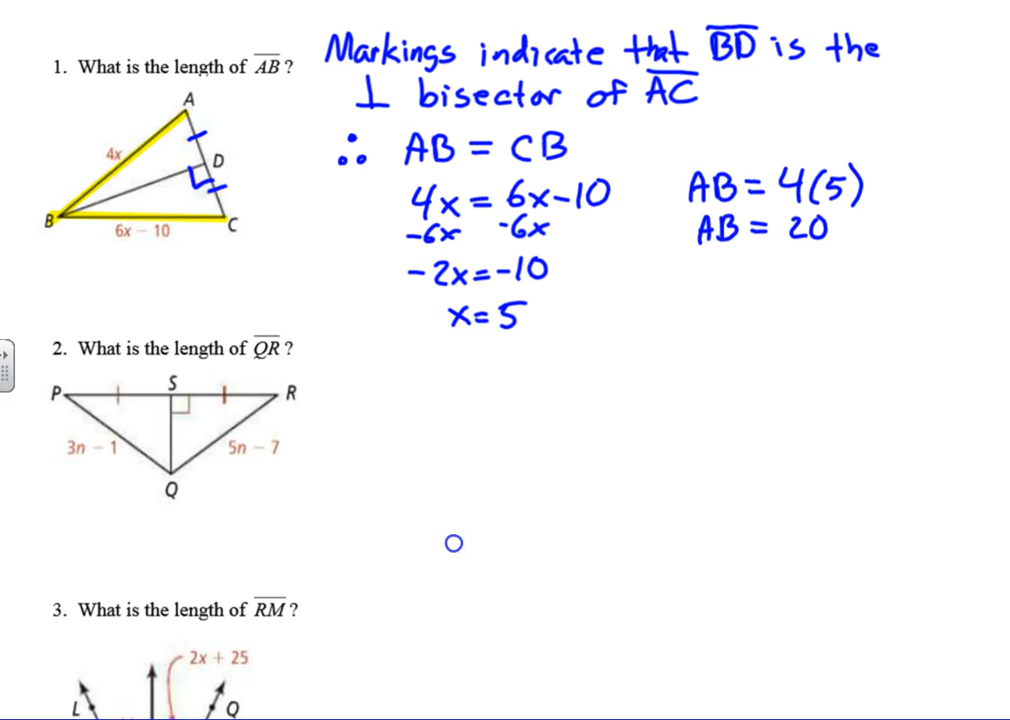 1. What is the length of AB?
Markings indicate that BD is the
⊥ bisector of AC
A
4x
D
B
6x − 10
C
∴ AB = CB
4x = 6x-10
-6x -6x
-2x = -10
x = 5
AB = 4(5)
AB = 20
2. What is the length of QR?
P
S
R
3n − 1
5n − 7
Q
3. What is the length of RM?
2x + 25
L
Q